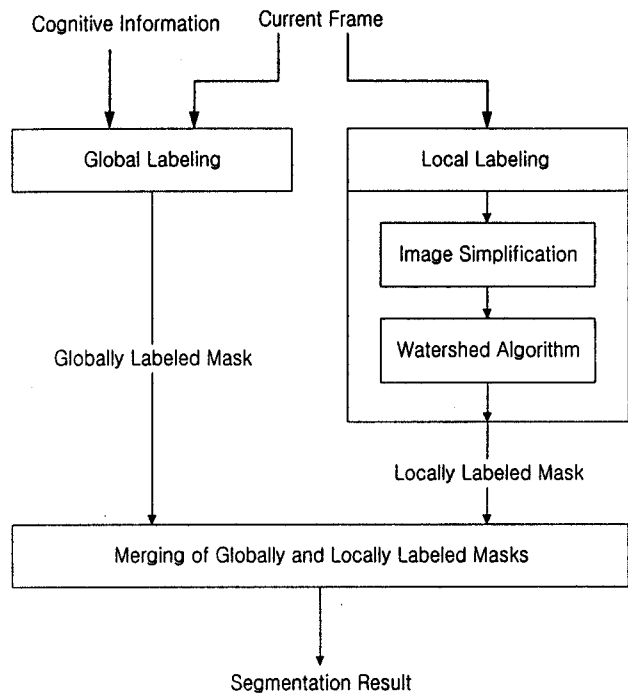 Cognitive Information
Current Frame
Global Labeling
Local Labeling
Image Simplification
Watershed Algorithm
Globally Labeled Mask
Locally Labeled Mask
Merging of Globally and Locally Labeled Masks
Segmentation Result